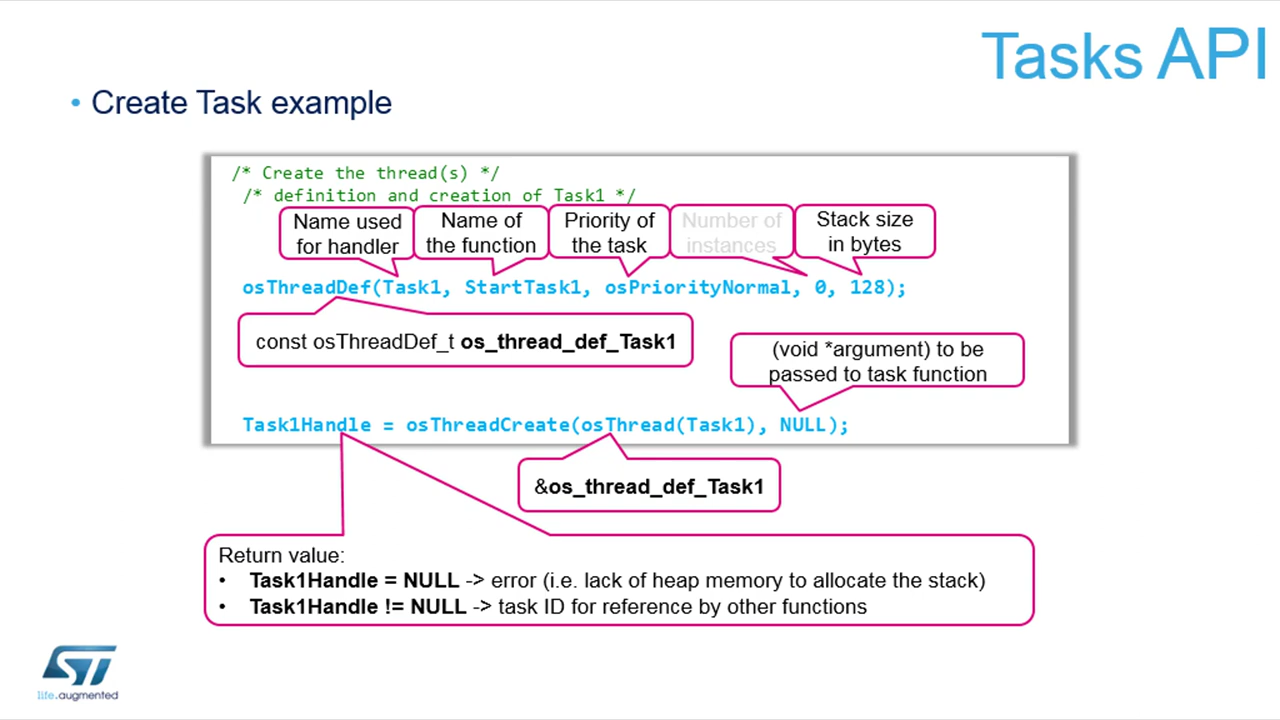 Tasks API
• Create Task example
/* Create the thread(s) */
/* definition and creation of Task1 */
Name used
for handler
Name of
the function
Priority of
the task
Number of
instances
Stack size
in bytes
osThreadDef(Task1, StartTask1, osPriorityNormal, 0, 128);
const osThreadDef_t os_thread_def_Task1
(void *argument) to be
passed to task function
Task1Handle = osThreadCreate(osThread(Task1), NULL);
&os_thread_def_Task1
Return value:
• Task1Handle = NULL -> error (i.e. lack of heap memory to allocate the stack)
• Task1Handle != NULL -> task ID for reference by other functions
ST
life.augmented